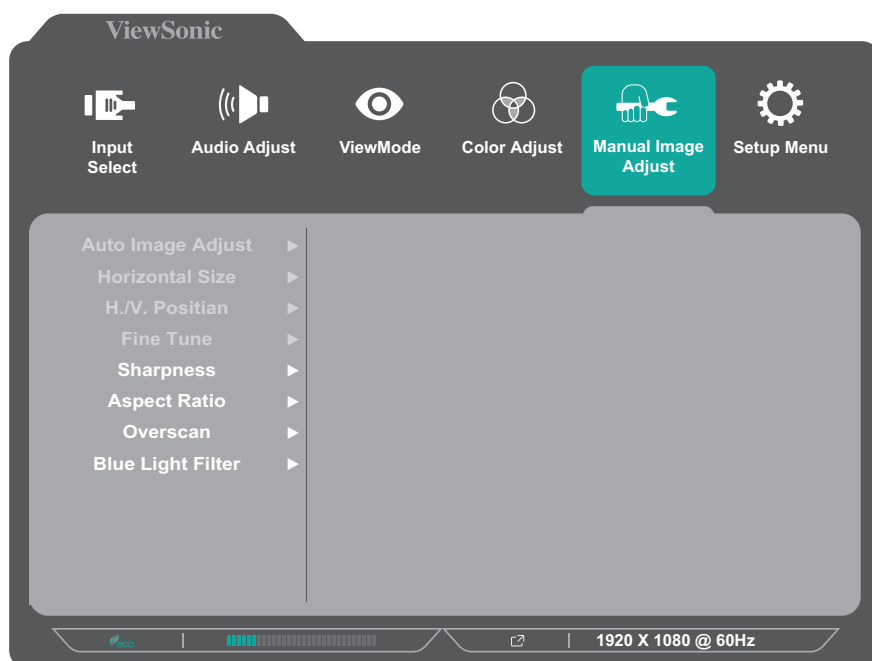 ViewSonic
Input Select
Audio Adjust
ViewMode
Color Adjust
Manual Image Adjust
Setup Menu
Auto Image Adjust
Horizontal Size
H./V. Positian
Fine Tune
Sharpness
Aspect Ratio
Overscan
Blue Light Filter
eco
1920 X 1080 @ 60Hz